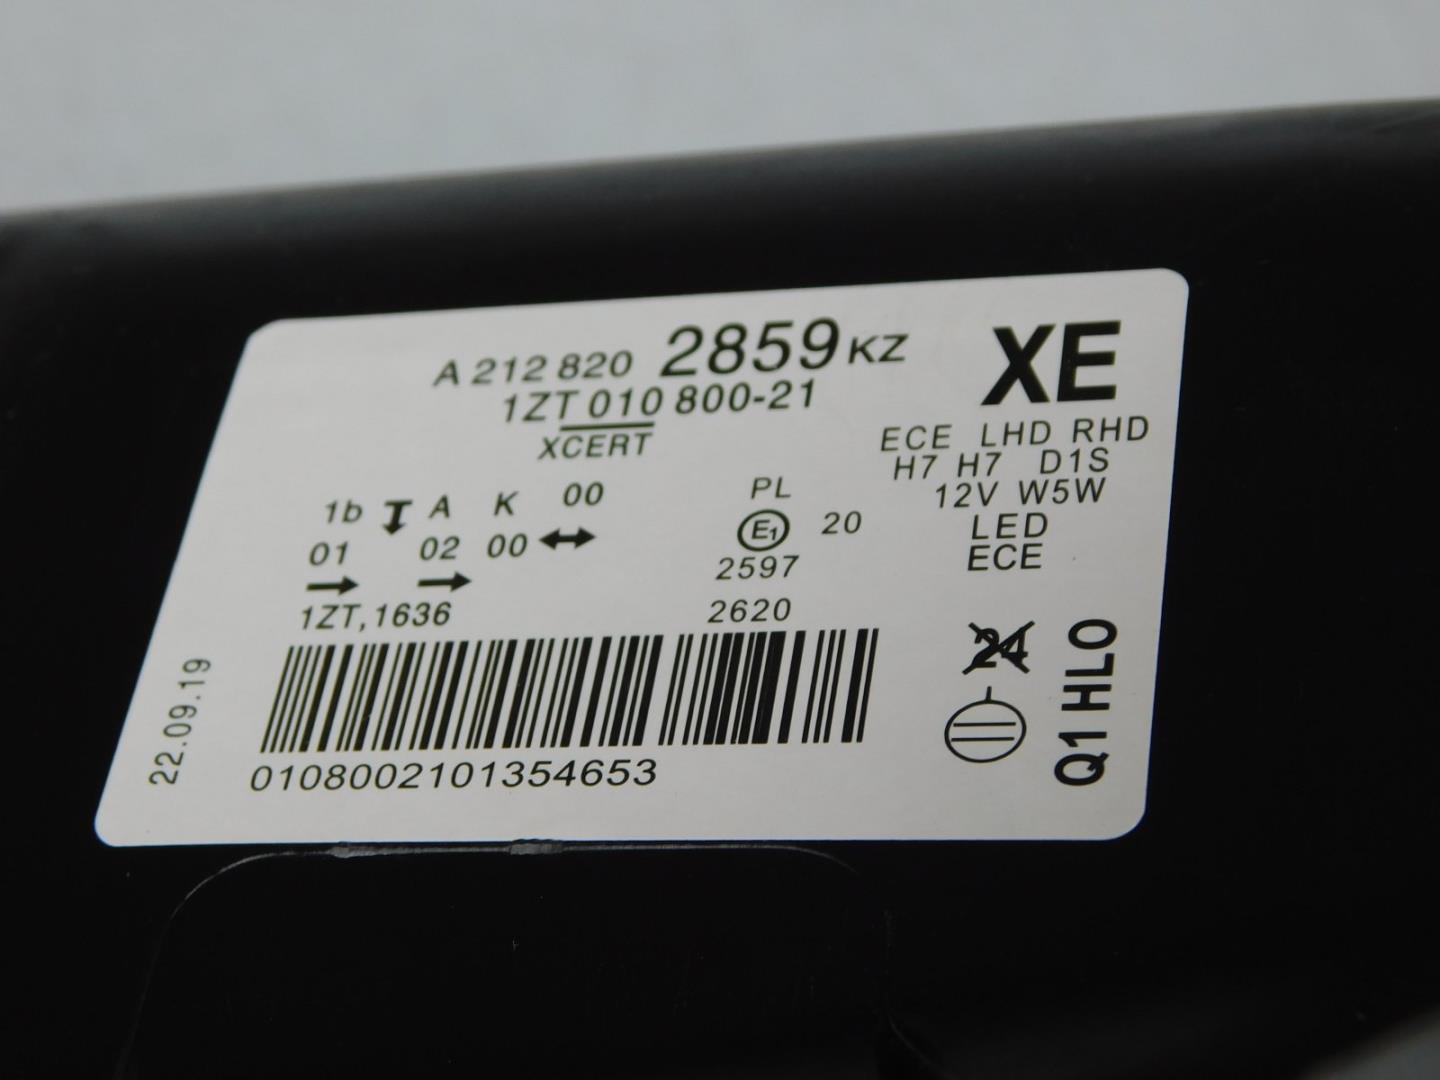 A 212 820 2859 KZ
1ZT 010 800-21
XCERT
XE
ECE LHD RHD
H7 H7 D1S
12V W5W
LED
ECE
1b A K 00
01 02 00
1ZT,1636
PL
E1 20
2597
2620
24
Q1 HLO
22.09.19
0108002101354653